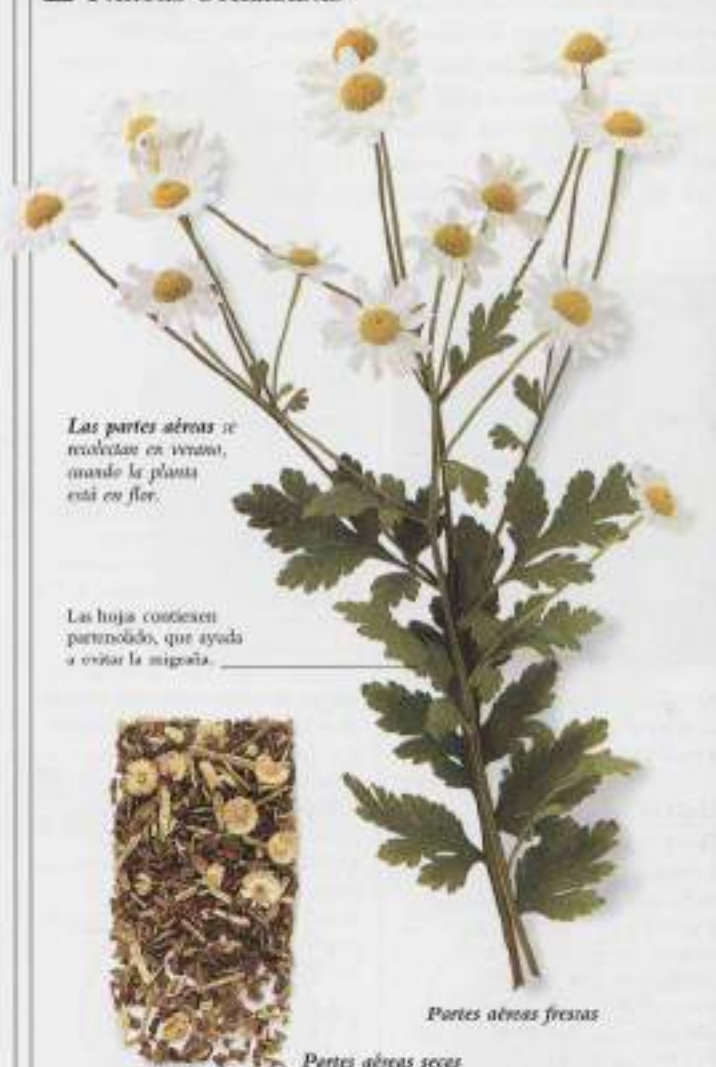 Las partes aéreas se
recolectan en verano,
cuando la planta
está en flor.
Las hojas contienen
partenolido, que ayuda
a evitar la migraña.
Partes aéreas frescas
Partes aéreas secas